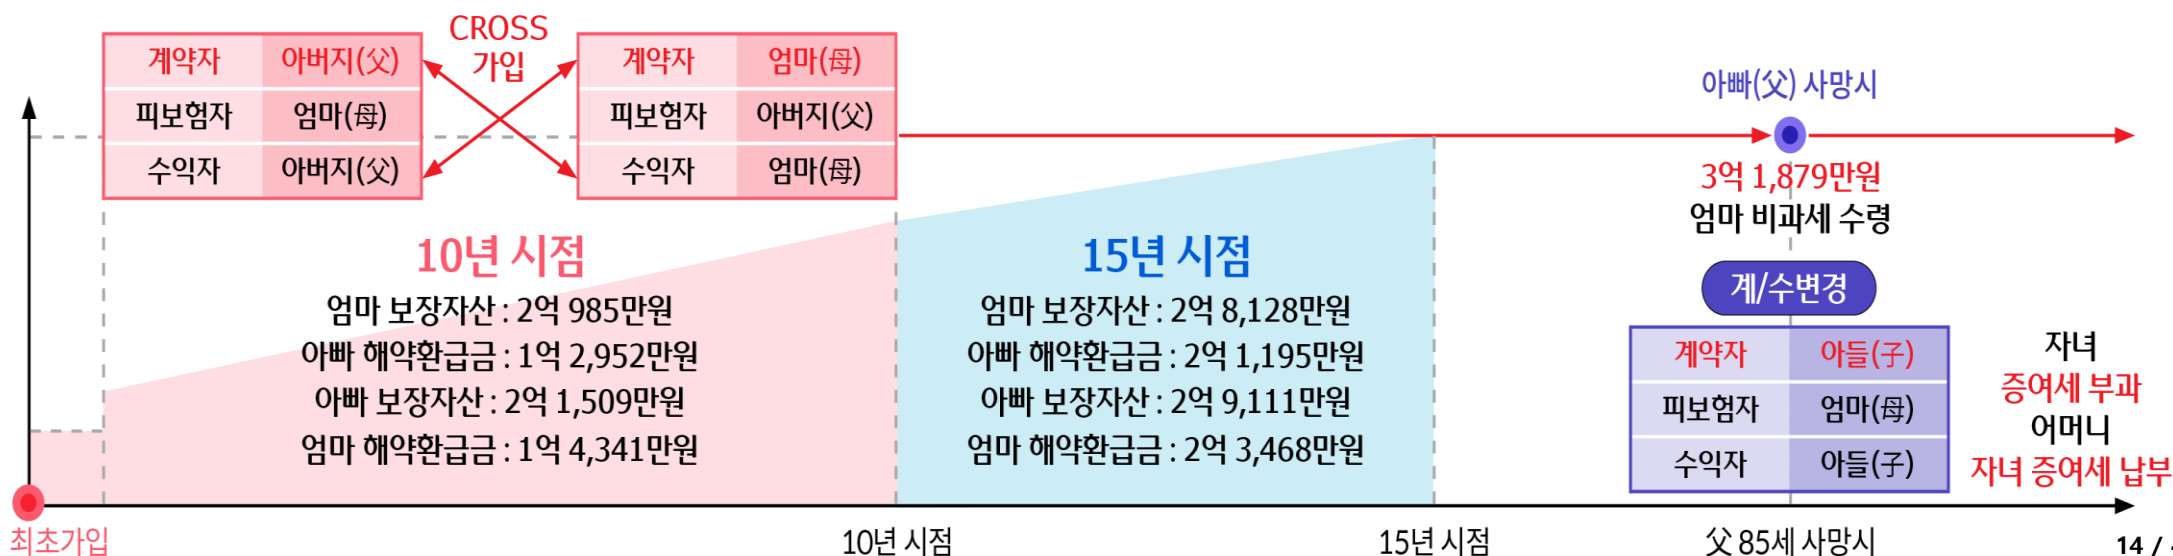 CROSS
가입
계약자 아버지(父)
피보험자 엄마(母)
수익자 아버지(父)
계약자 엄마(母)
피보험자 아버지(父)
수익자 엄마(母)
아빠(父) 사망시
3억 1,879만원
엄마 비과세 수령
계/수변경
계약자 아들(子)
피보험자 엄마(母)
수익자 아들(子)
자녀
증여세 부과
어머니
자녀 증여세 납부
10년 시점
엄마 보장자산 : 2억 985만원
아빠 해약환급금 : 1억 2,952만원
아빠 보장자산 : 2억 1,509만원
엄마 해약환급금 : 1억 4,341만원
15년 시점
엄마 보장자산 : 2억 8,128만원
아빠 해약환급금 : 2억 1,195만원
아빠 보장자산 : 2억 9,111만원
엄마 해약환급금 : 2억 3,468만원
최초가입
10년 시점
15년 시점
父 85세 사망시
14 /